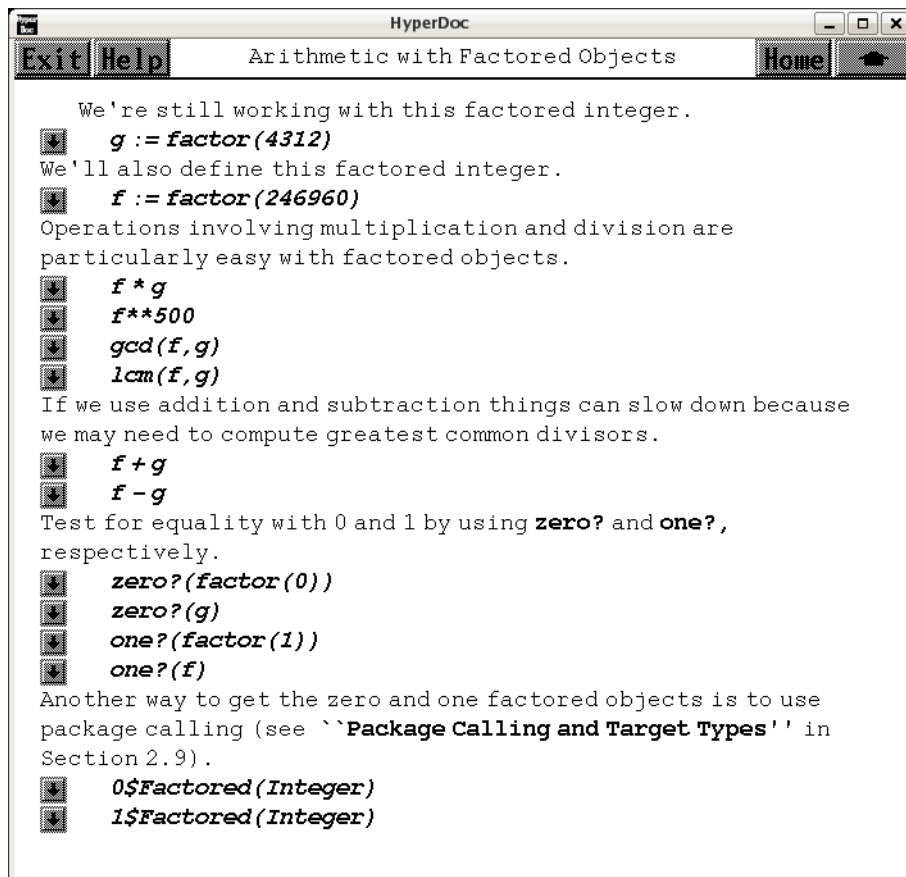 Hyper Doc
HyperDoc
Exit Help Arithmetic with Factored Objects Home
We're still working with this factored integer.
g := factor(4312)
We'll also define this factored integer.
f := factor(246960)
Operations involving multiplication and division are
particularly easy with factored objects.
f * g
f**500
gcd(f,g)
lcm(f,g)
If we use addition and subtraction things can slow down because
we may need to compute greatest common divisors.
f + g
f - g
Test for equality with 0 and 1 by using zero? and one?,
respectively.
zero?(factor(0))
zero?(g)
one?(factor(1))
one?(f)
Another way to get the zero and one factored objects is to use
package calling (see ``Package Calling and Target Types'' in
Section 2.9).
0$Factored(Integer)
1$Factored(Integer)